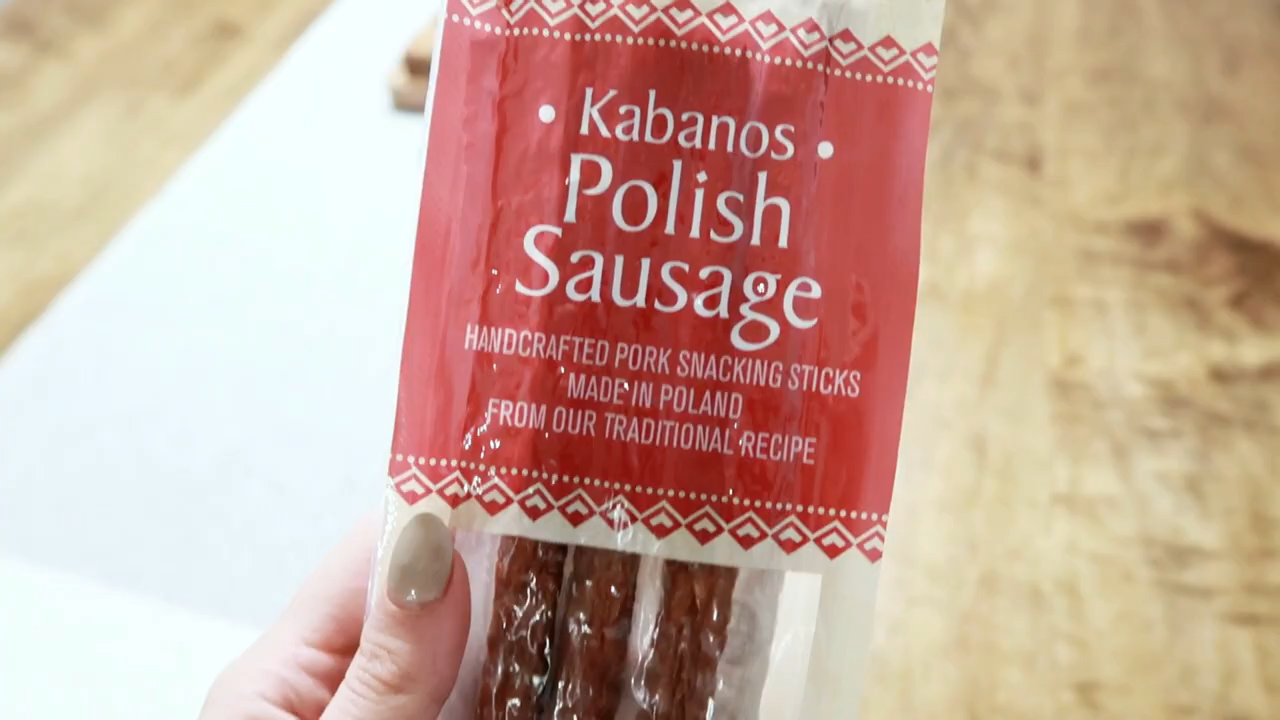 • Kabanos •
Polish
Sausage
HANDCRAFTED PORK SNACKING STICKS
MADE IN POLAND
FROM OUR TRADITIONAL RECIPE